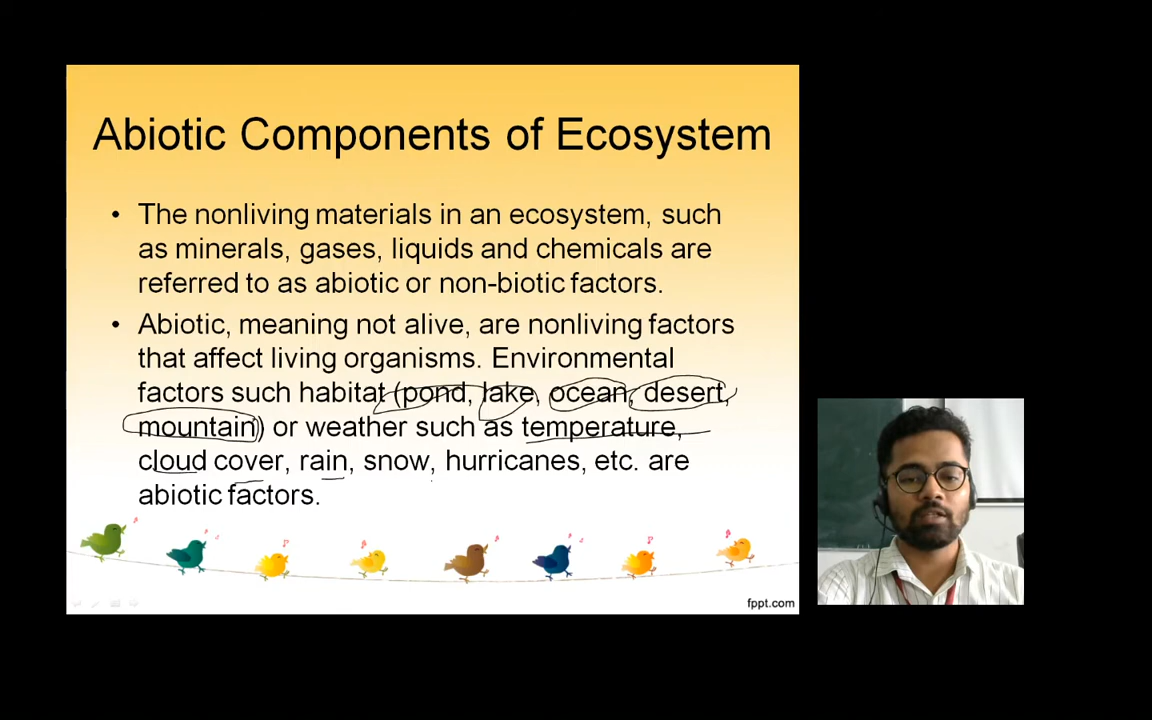 Abiotic Components of Ecosystem
• The nonliving materials in an ecosystem, such
as minerals, gases, liquids and chemicals are
referred to as abiotic or non-biotic factors.
• Abiotic, meaning not alive, are nonliving factors
that affect living organisms. Environmental
factors such habitat (pond, lake, ocean, desert,
mountain) or weather such as temperature,
cloud cover, rain, snow, hurricanes, etc. are
abiotic factors.
fppt.com